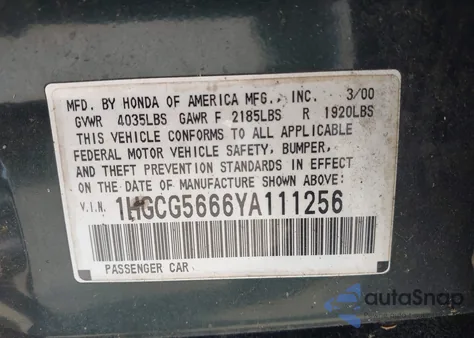 MFD. BY HONDA OF AMERICA MFG., INC. 3/00
GVWR 4035LBS GAWR F 2185LBS R 1920LBS
THIS VEHICLE CONFORMS TO ALL APPLICABLE
FEDERAL MOTOR VEHICLE SAFETY, BUMPER,
AND THEFT PREVENTION STANDARDS IN EFFECT
ON THE DATE OF MANUFACTURE SHOWN ABOVE:
V.I.N. 1HGCG5666YA111256
PASSENGER CAR
autoSnap